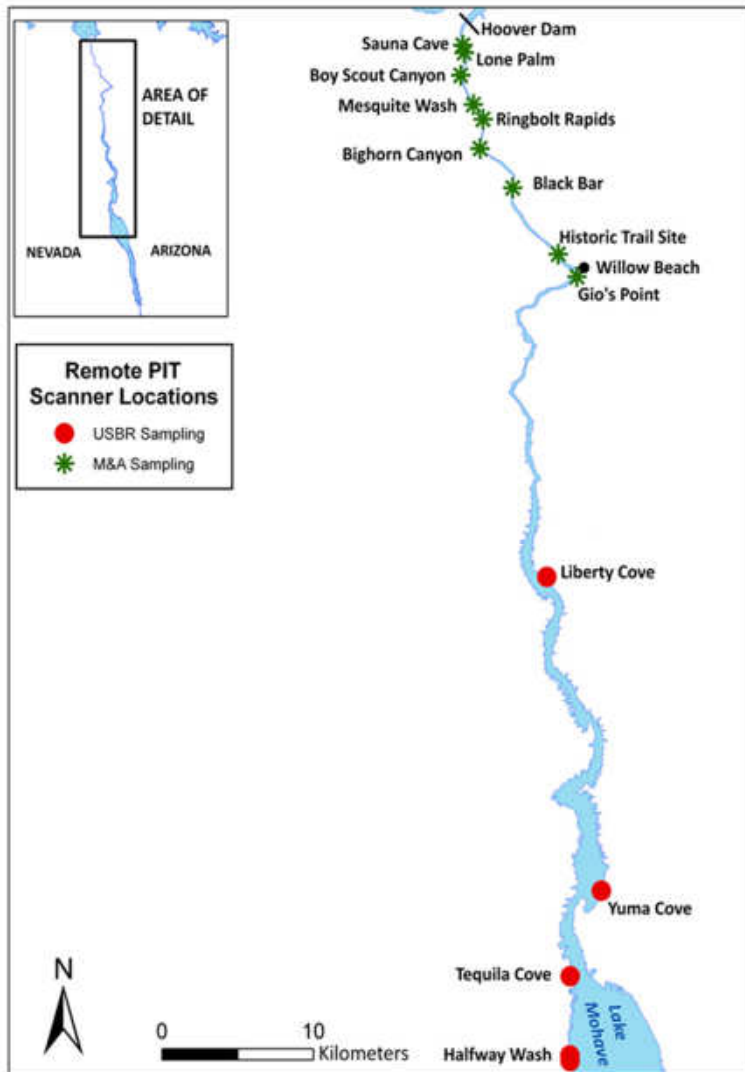 Hoover Dam
Sauna Cave
Lone Palm
Boy Scout Canyon
Mesquite Wash
Ringbolt Rapids
Bighorn Canyon
Black Bar
Historic Trail Site
Willow Beach
Gio's Point
AREA OF
DETAIL
NEVADA
ARIZONA
Remote PIT
Scanner Locations
USBR Sampling
M&A Sampling
Liberty Cove
Yuma Cove
Tequila Cove
Lake
Mohave
Halfway Wash
N
0
10
Kilometers